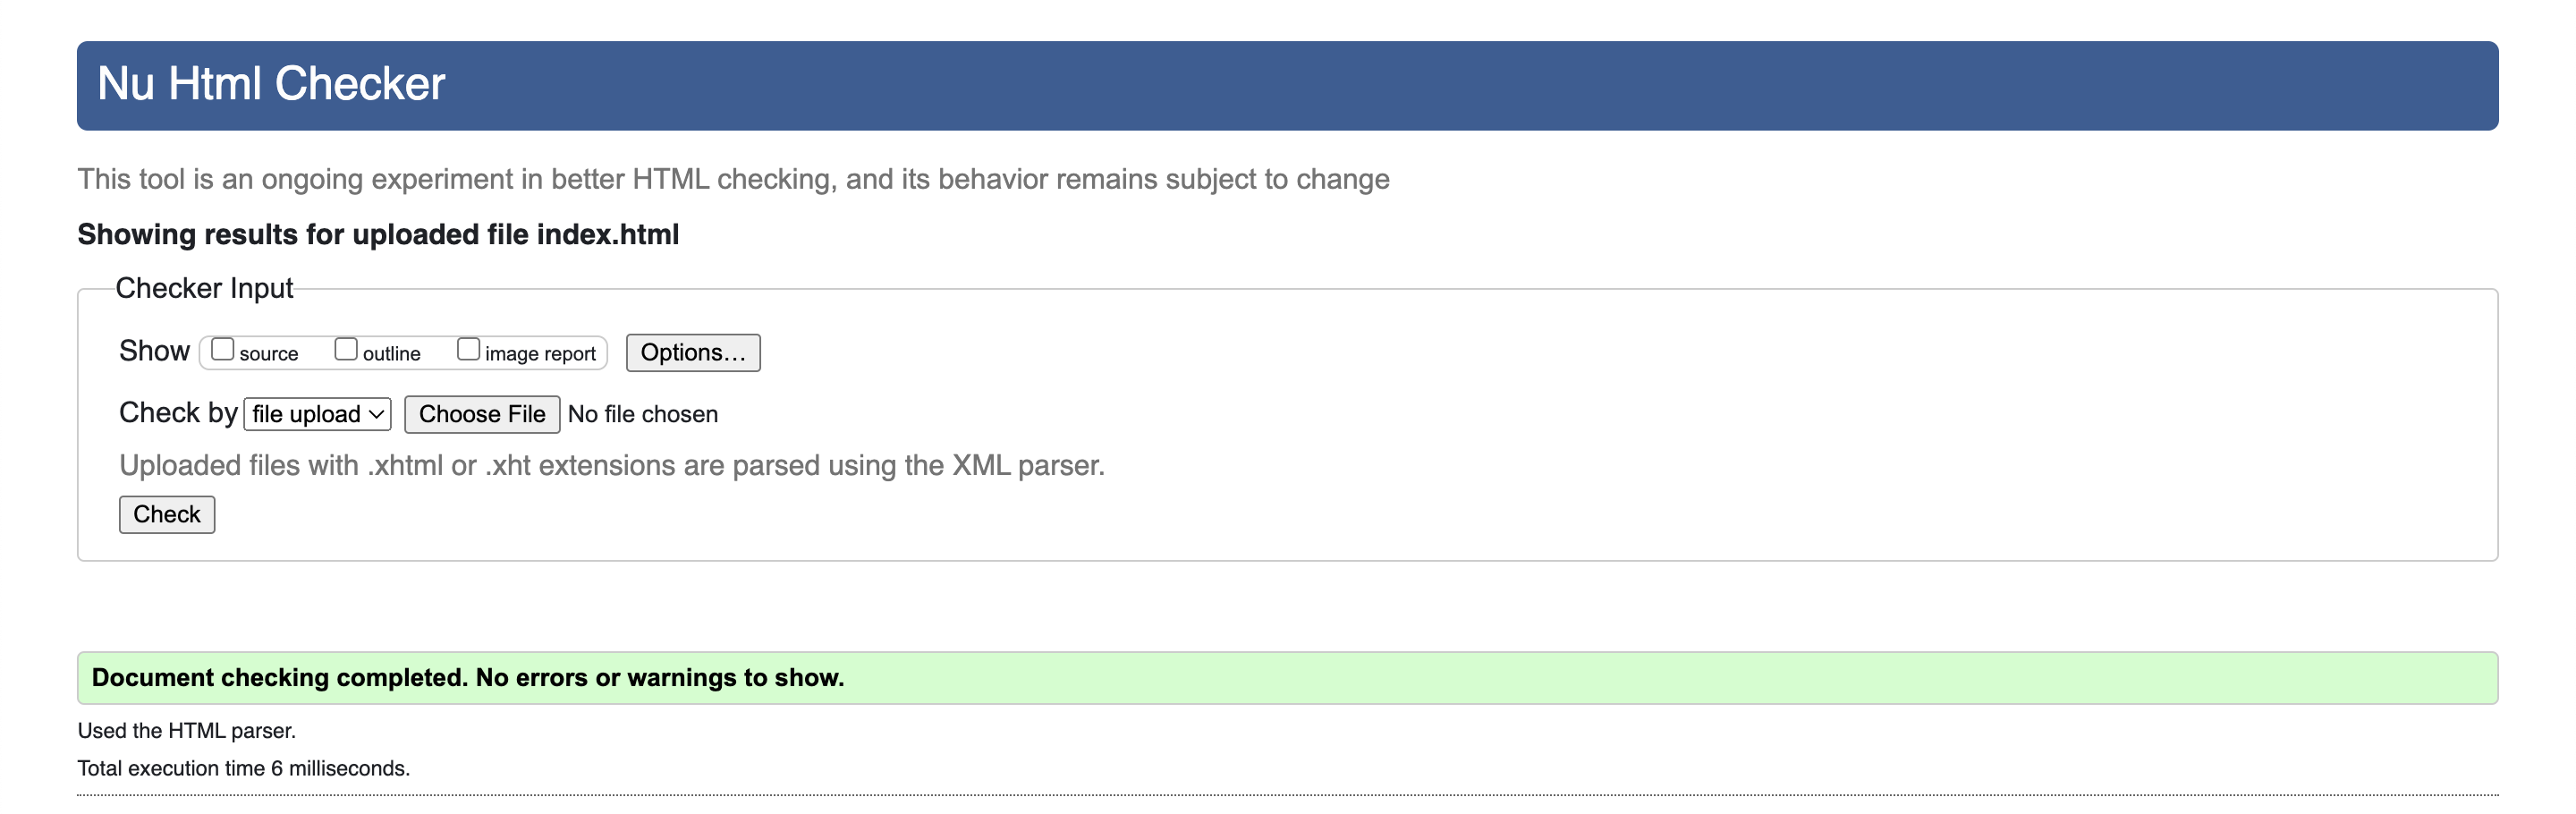 Nu Html Checker
This tool is an ongoing experiment in better HTML checking, and its behavior remains subject to change
Showing results for uploaded file index.html
Checker Input
Show source outline image report Options…
Check by file upload Choose File No file chosen
Uploaded files with .xhtml or .xht extensions are parsed using the XML parser.
Check
Document checking completed. No errors or warnings to show.
Used the HTML parser.
Total execution time 6 milliseconds.